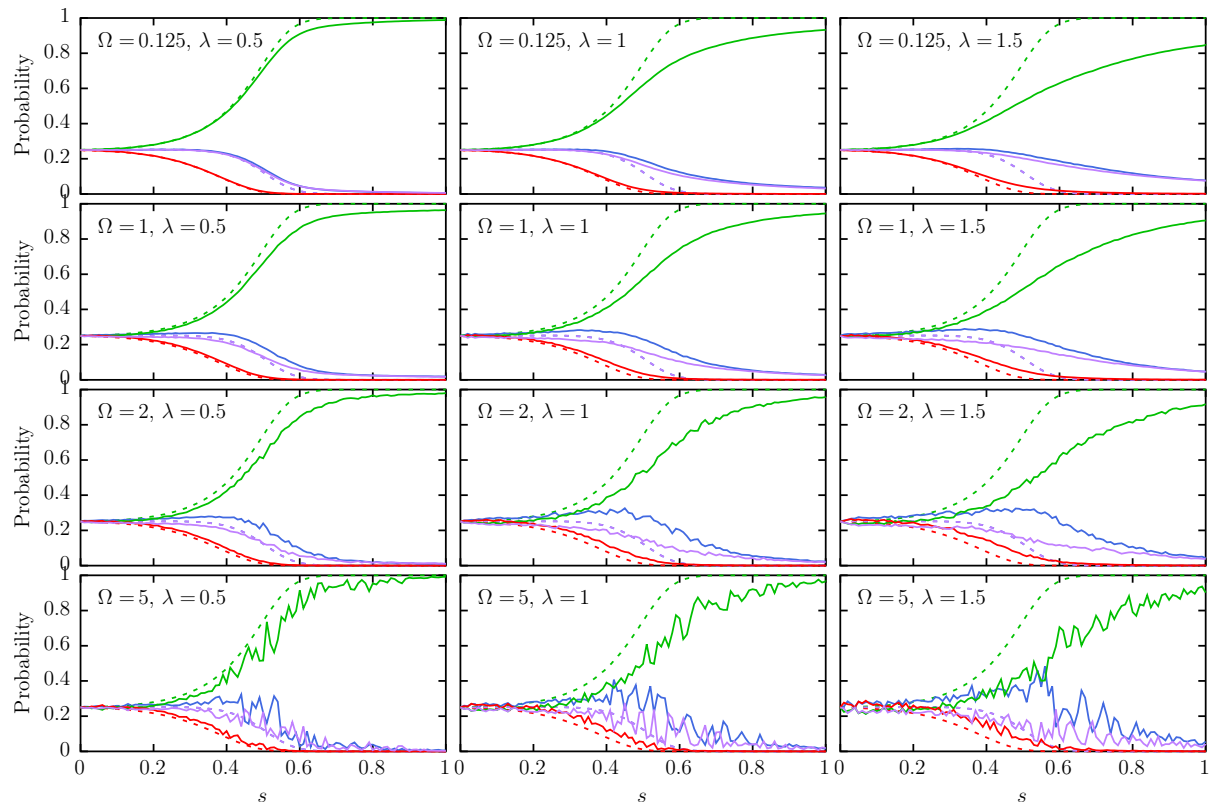 1
0.8
0.6
0.4
0.2
0
Probability
Ω = 0.125, λ = 0.5
Ω = 0.125, λ = 1
Ω = 0.125, λ = 1.5
1
0.8
0.6
0.4
0.2
0
Probability
Ω = 1, λ = 0.5
Ω = 1, λ = 1
Ω = 1, λ = 1.5
1
0.8
0.6
0.4
0.2
0
Probability
Ω = 2, λ = 0.5
Ω = 2, λ = 1
Ω = 2, λ = 1.5
1
0.8
0.6
0.4
0.2
0
Probability
Ω = 5, λ = 0.5
Ω = 5, λ = 1
Ω = 5, λ = 1.5
0 0.2 0.4 0.6 0.8 1
0 0.2 0.4 0.6 0.8 1
0 0.2 0.4 0.6 0.8 1
s
s
s